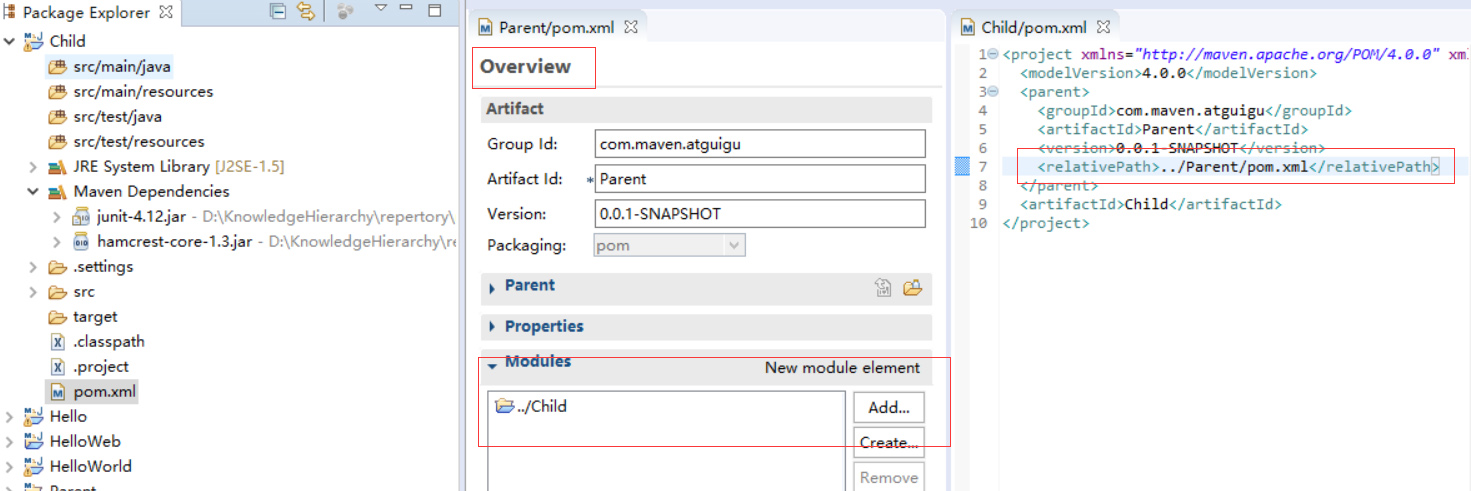 Package Explorer
Child
src/main/java
src/main/resources
src/test/java
src/test/resources
JRE System Library [J2SE-1.5]
Maven Dependencies
junit-4.12.jar - D:\KnowledgeHierarchy\repertory\
hamcrest-core-1.3.jar - D:\KnowledgeHierarchy\re
.settings
src
target
.classpath
.project
pom.xml
Hello
HelloWeb
HelloWorld
Parent
Parent/pom.xml
Overview
Artifact
Group Id: com.maven.atguigu
Artifact Id: * Parent
Version: 0.0.1-SNAPSHOT
Packaging: pom
Parent
Properties
Modules
New module element
../Child
Add...
Create...
Remove
Child/pom.xml
1 <project xmlns="http://maven.apache.org/POM/4.0.0" xml
2 <modelVersion>4.0.0</modelVersion>
3 <parent>
4 <groupId>com.maven.atguigu</groupId>
5 <artifactId>Parent</artifactId>
6 <version>0.0.1-SNAPSHOT</version>
7 <relativePath>../Parent/pom.xml</relativePath>
8 </parent>
9 <artifactId>Child</artifactId>
10 </project>